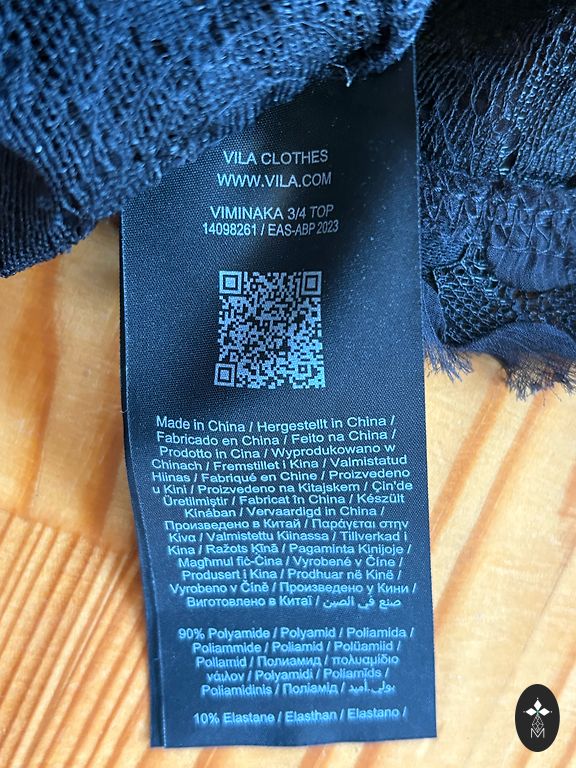 VILA CLOTHES
WWW.VILA.COM
VIMINAKA 3/4 TOP
14098261 / EAS-ABP 2023
Made in China / Hergestellt in China /
Fabricado en China / Feito na China /
Prodotto in Cina / Wyprodukowano w
Chinach / Fremstillet i Kina / Valmistatud
Hiinas / Fabriqué en Chine / Proizvedeno
u Kini / Proizvedeno na Kitajskem / Çin'de
Üretilmiştir / Fabricat în China / Készült
Kínában / Vervaardigd in China /
Произведено в Китай / Παράγεται στην
Κίνα / Valmistettu Kiinassa / Tillverkad i
Kina / Ražots Ķīnā / Pagaminta Kinijoje /
Maghmul fiċ-Ċina / Vyrobené v Číne /
Produsert i Kina / Prodhuar në Kinë /
Vyrobeno v Číně / Произведено у Кини /
Виготовлено в Китаї / صنع في الصين
90% Polyamide / Polyamid / Poliamida /
Poliammide / Poliamid / Polüamiid /
Poliamid / Полиамид / πολυαμίδιο
νάιλον / Polyamidi / Poliamīds /
Poliamidinis / Поліамід / بولي أميد
10% Elastane / Elasthan / Elastano /
M